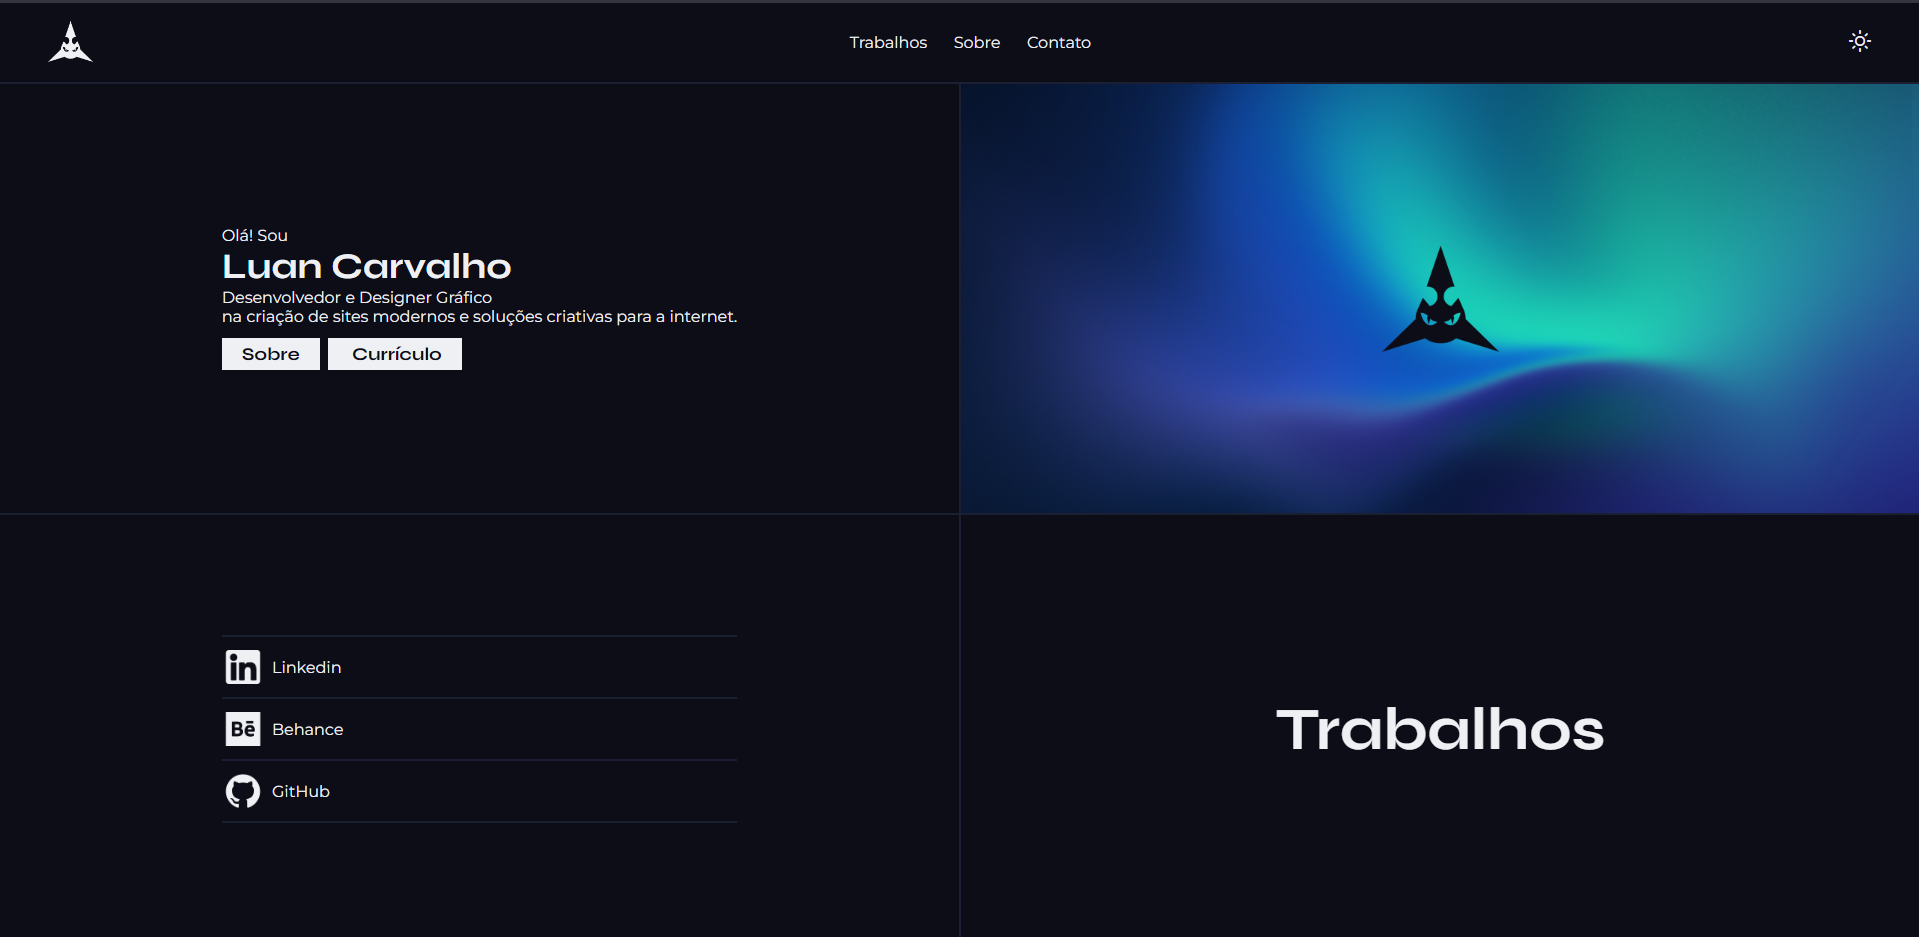 Trabalhos Sobre Contato
Olá! Sou
Luan Carvalho
Desenvolvedor e Designer Gráfico
na criação de sites modernos e soluções criativas para a internet.
Sobre Currículo
Linkedin
Behance
GitHub
Trabalhos